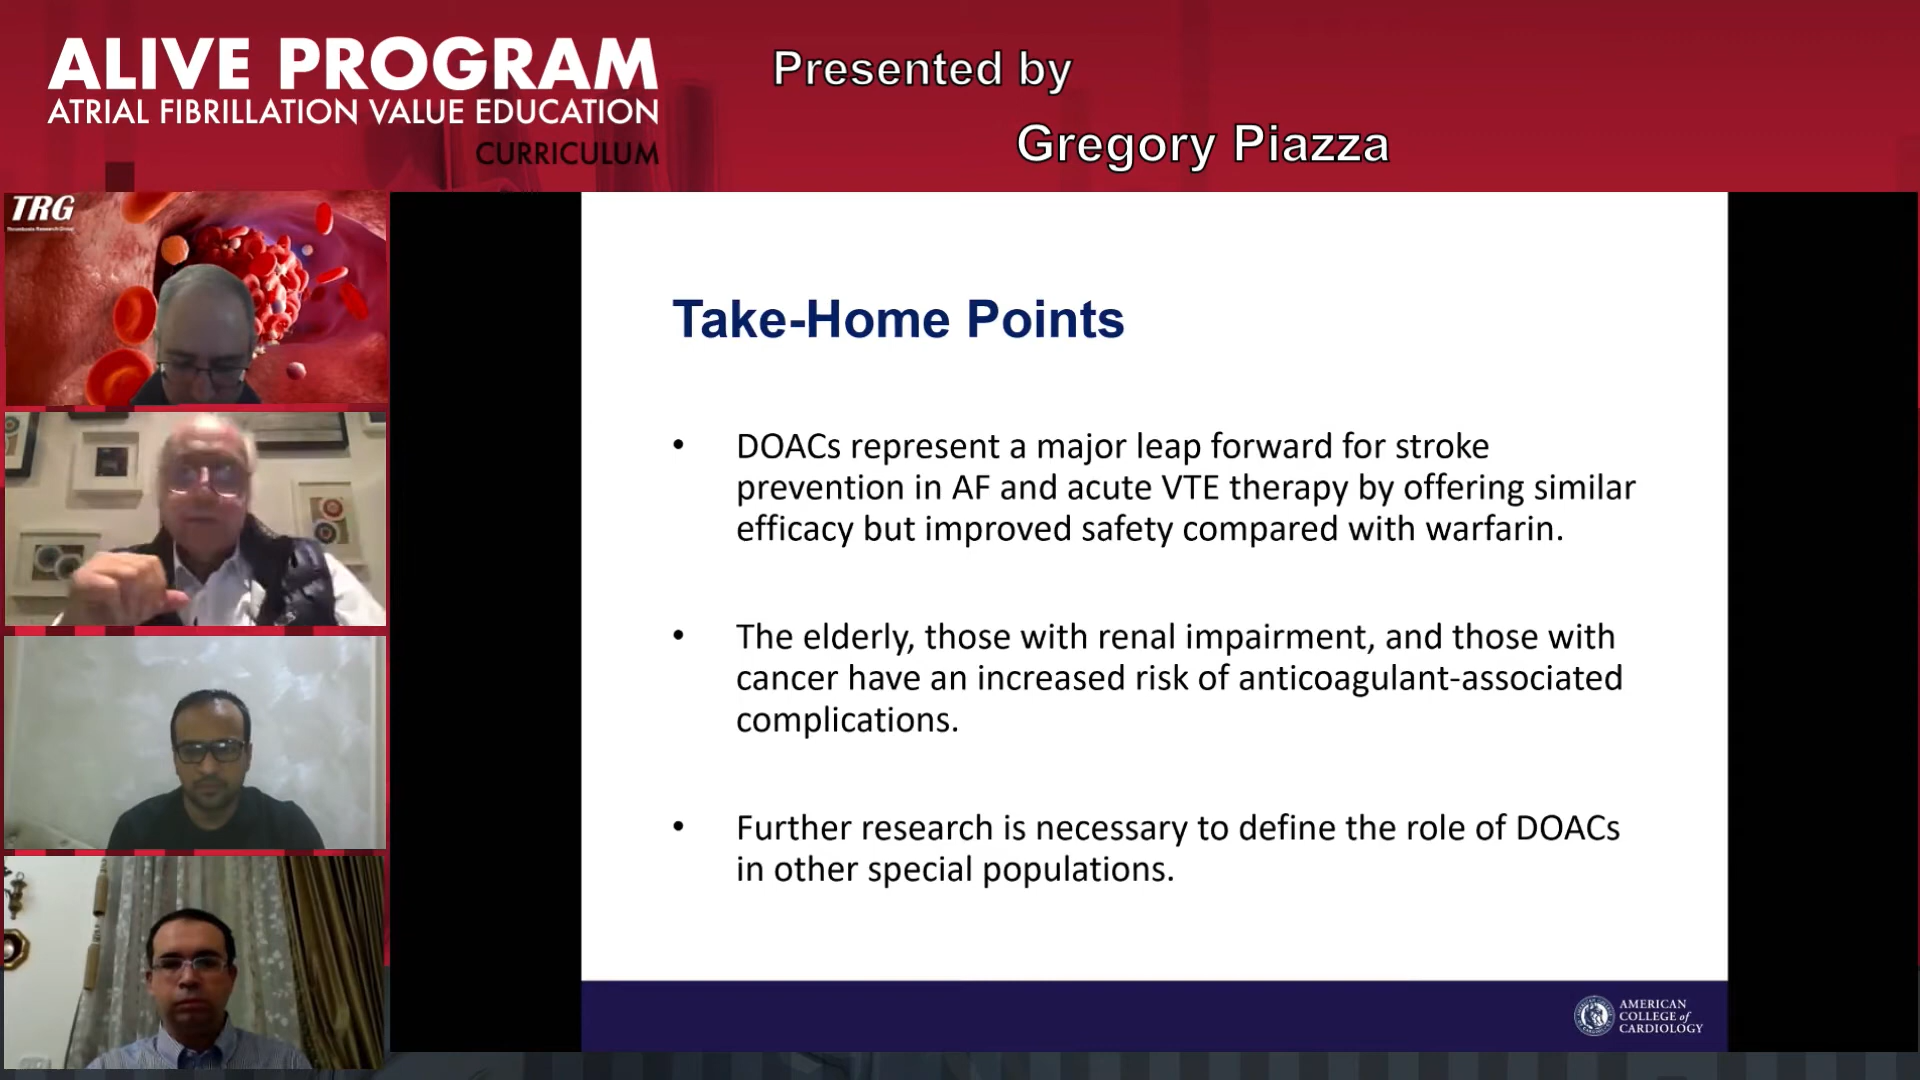 ALIVE PROGRAM
ATRIAL FIBRILLATION VALUE EDUCATION
CURRICULUM
Presented by
Gregory Piazza
TRG
Thrombosis Research Group
Take-Home Points
• DOACs represent a major leap forward for stroke
prevention in AF and acute VTE therapy by offering similar
efficacy but improved safety compared with warfarin.
• The elderly, those with renal impairment, and those with
cancer have an increased risk of anticoagulant-associated
complications.
• Further research is necessary to define the role of DOACs
in other special populations.
AMERICAN
COLLEGE of
CARDIOLOGY